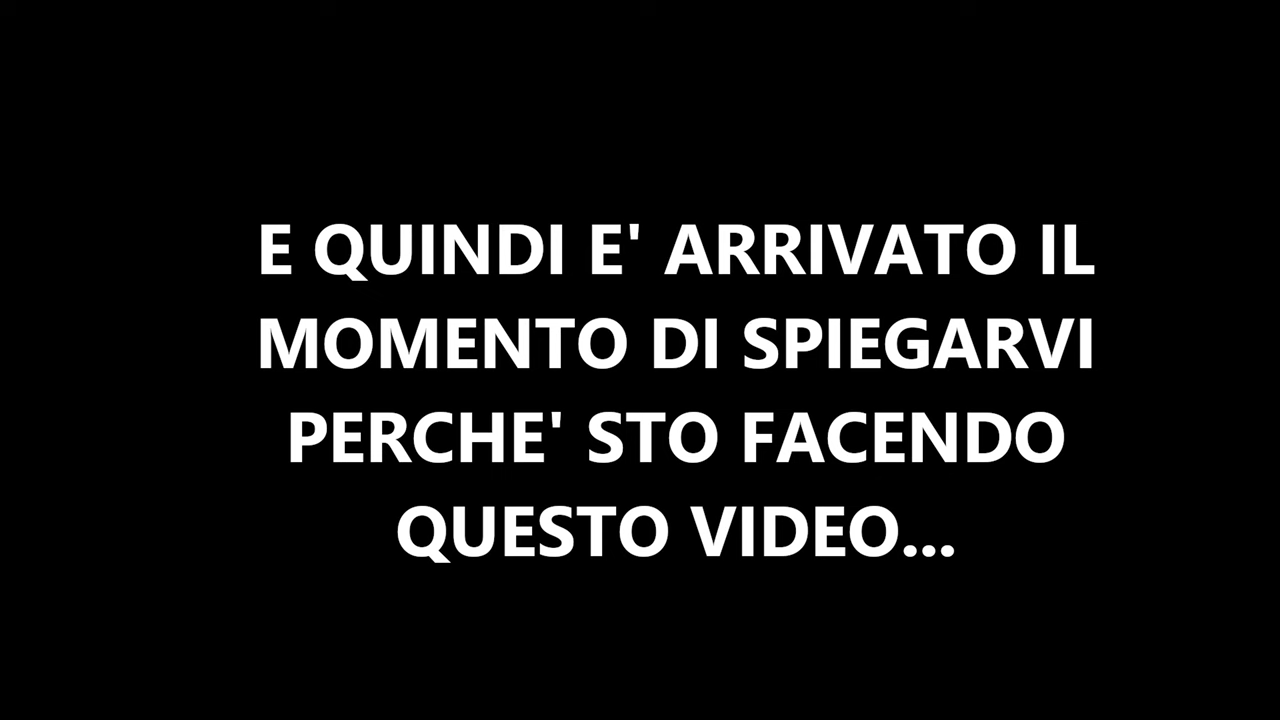 E QUINDI E' ARRIVATO IL
MOMENTO DI SPIEGARVI
PERCHE' STO FACENDO
QUESTO VIDEO...